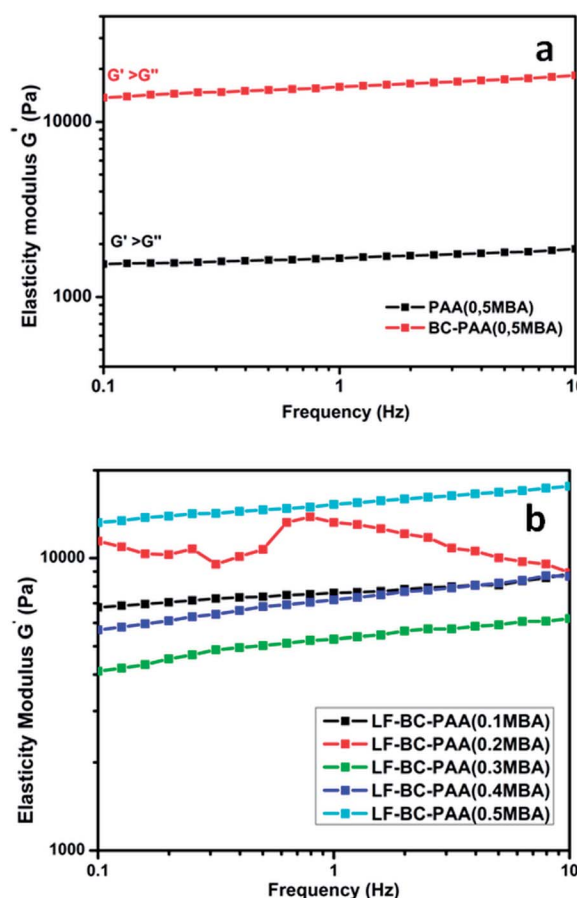 a
G' >G''
10000
Elasticity modulus G' (Pa)
G' >G''
1000
PAA(0,5MBA)
BC-PAA(0,5MBA)
0.1
1
10
Frequency (Hz)
b
10000
Elasticity Modulus G' (Pa)
LF-BC-PAA(0.1MBA)
LF-BC-PAA(0.2MBA)
LF-BC-PAA(0.3MBA)
LF-BC-PAA(0.4MBA)
LF-BC-PAA(0.5MBA)
1000
0.1
1
10
Frequency (Hz)